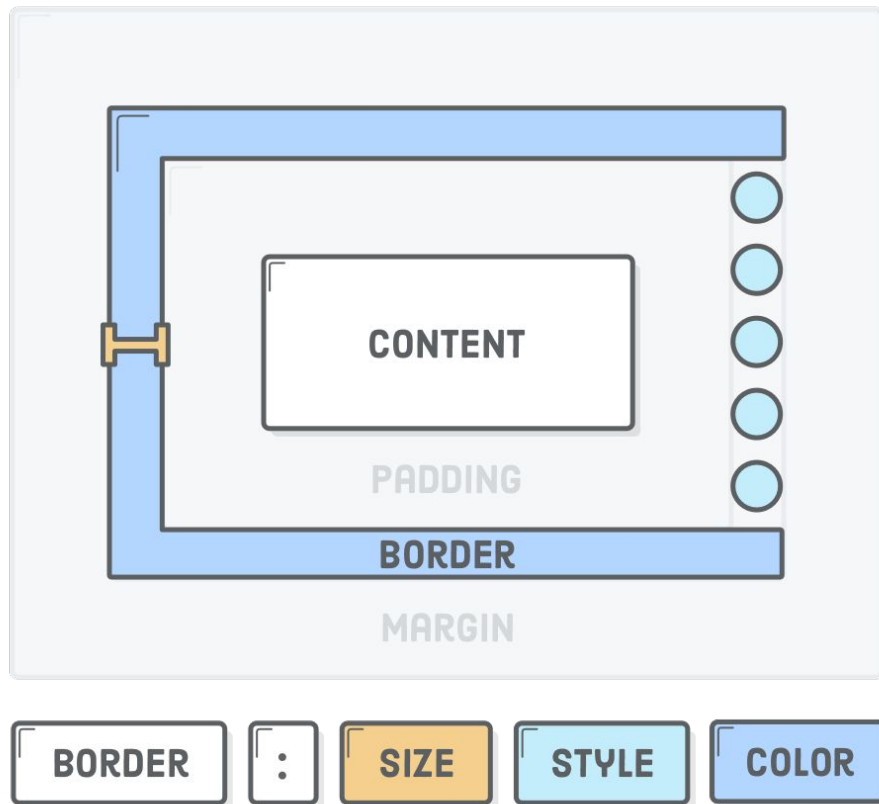 CONTENT
PADDING
BORDER
MARGIN
BORDER : SIZE STYLE COLOR